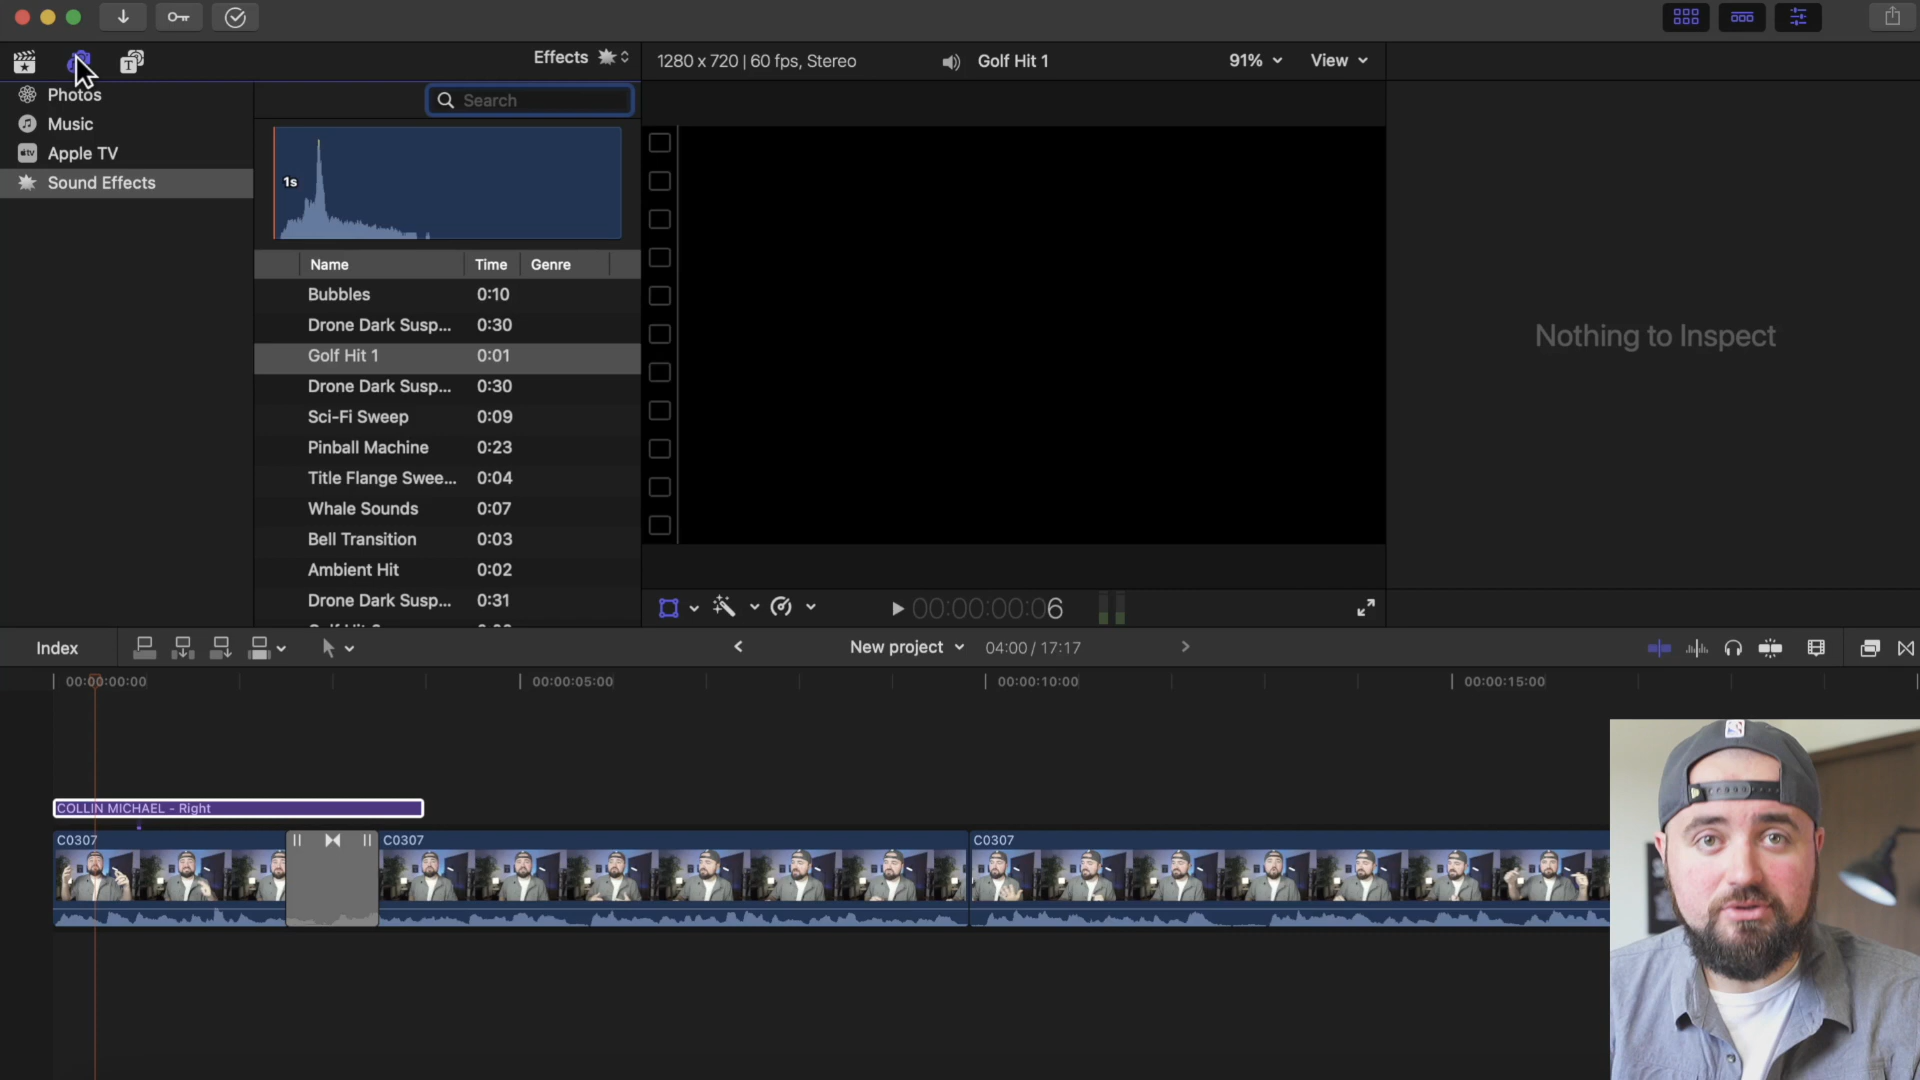 Effects
1280 x 720 | 60 fps, Stereo
Golf Hit 1
91%
View
Photos
Music
Apple TV
Sound Effects
Search
1s
Name Time Genre
Bubbles 0:10
Drone Dark Susp... 0:30
Golf Hit 1 0:01
Drone Dark Susp... 0:30
Sci-Fi Sweep 0:09
Pinball Machine 0:23
Title Flange Swee... 0:04
Whale Sounds 0:07
Bell Transition 0:03
Ambient Hit 0:02
Drone Dark Susp... 0:31
Nothing to Inspect
00:00:00:06
Index
New project
04:00 / 17:17
00:00:00:00
00:00:05:00
00:00:10:00
00:00:15:00
COLLIN MICHAEL - Right
C0307
C0307
C0307